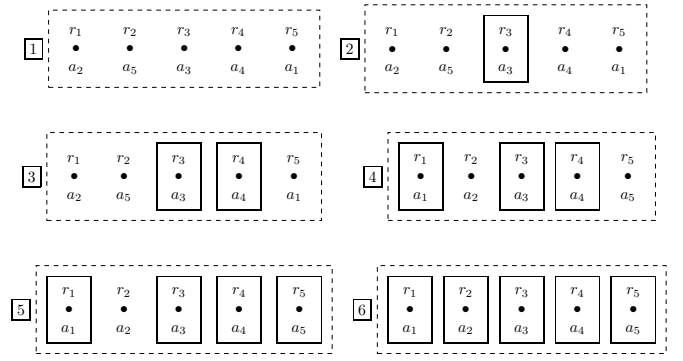 r₁ r₂ r₃ r₄ r₅
1
a₂ a₅ a₃ a₄ a₁
r₁ r₂ r₃ r₄ r₅
2
a₂ a₅ a₃ a₄ a₁
r₁ r₂ r₃ r₄ r₅
3
a₂ a₅ a₃ a₄ a₁
r₁ r₂ r₃ r₄ r₅
4
a₁ a₂ a₃ a₄ a₅
r₁ r₂ r₃ r₄ r₅
5
a₁ a₂ a₃ a₄ a₅
r₁ r₂ r₃ r₄ r₅
6
a₁ a₂ a₃ a₄ a₅